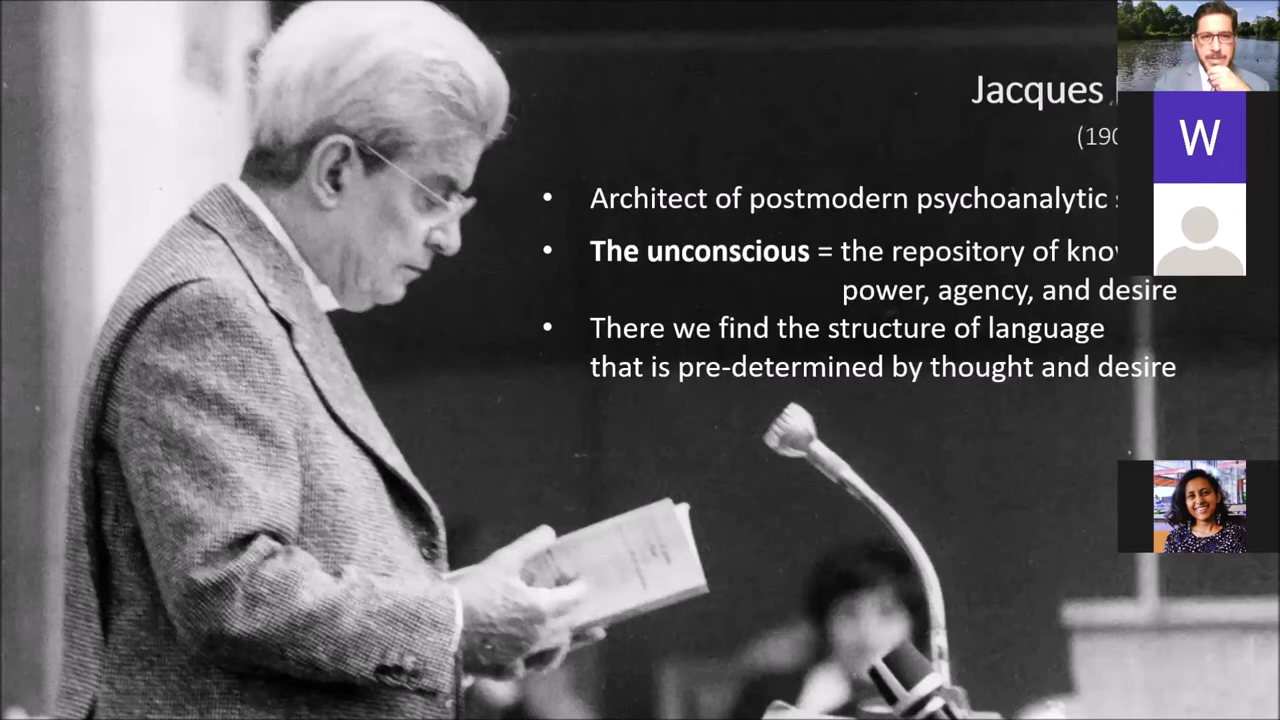 Jacques
(190
W
• Architect of postmodern psychoanalytic
• The unconscious = the repository of
power, agency, and desire
• There we find the structure of language
that is pre-determined by thought and desire